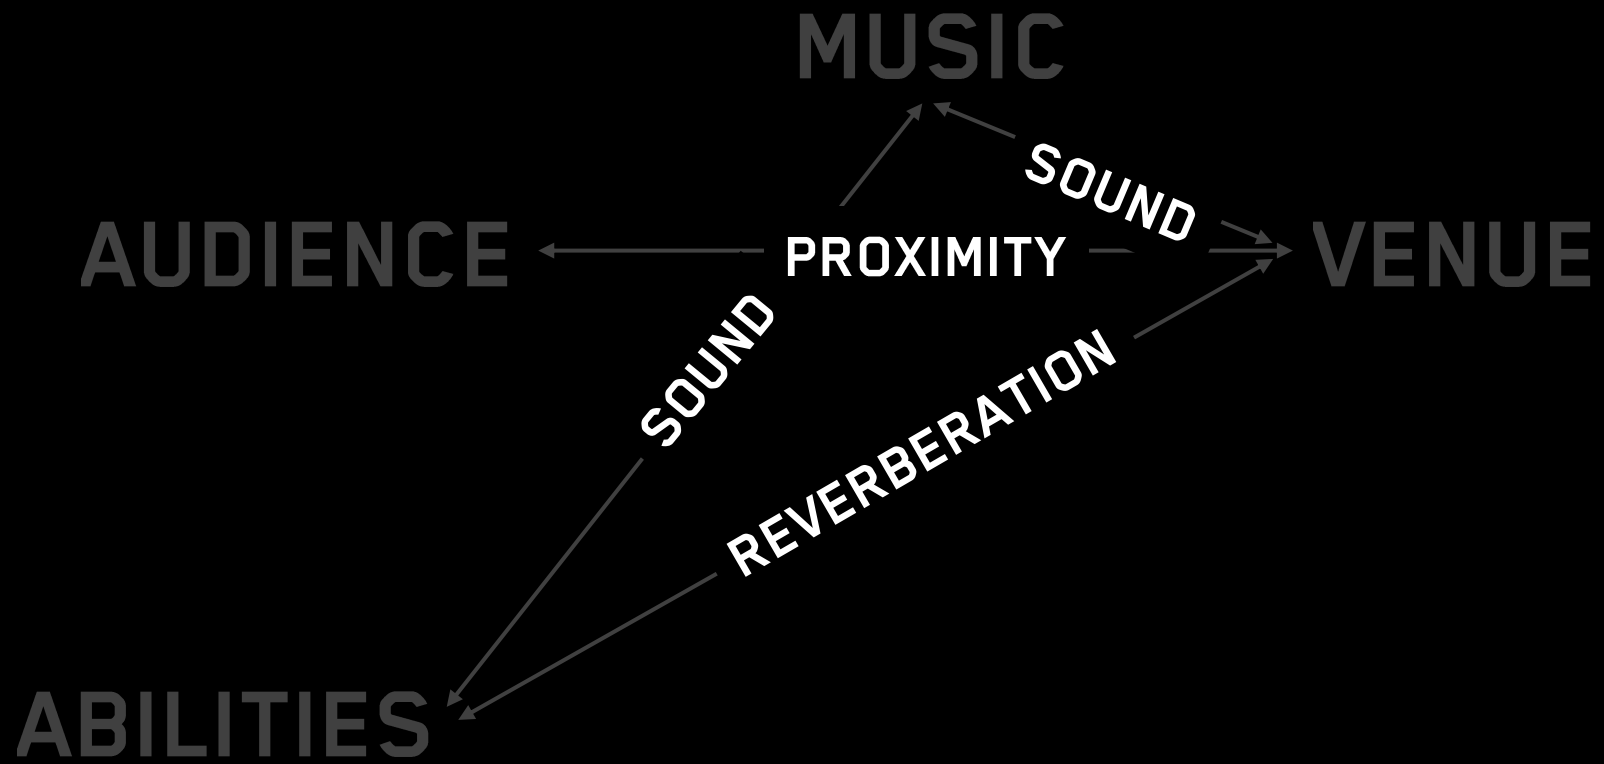 MUSIC
SOUND
AUDIENCE
PROXIMITY
VENUE
SOUND
REVERBERATION
ABILITIES